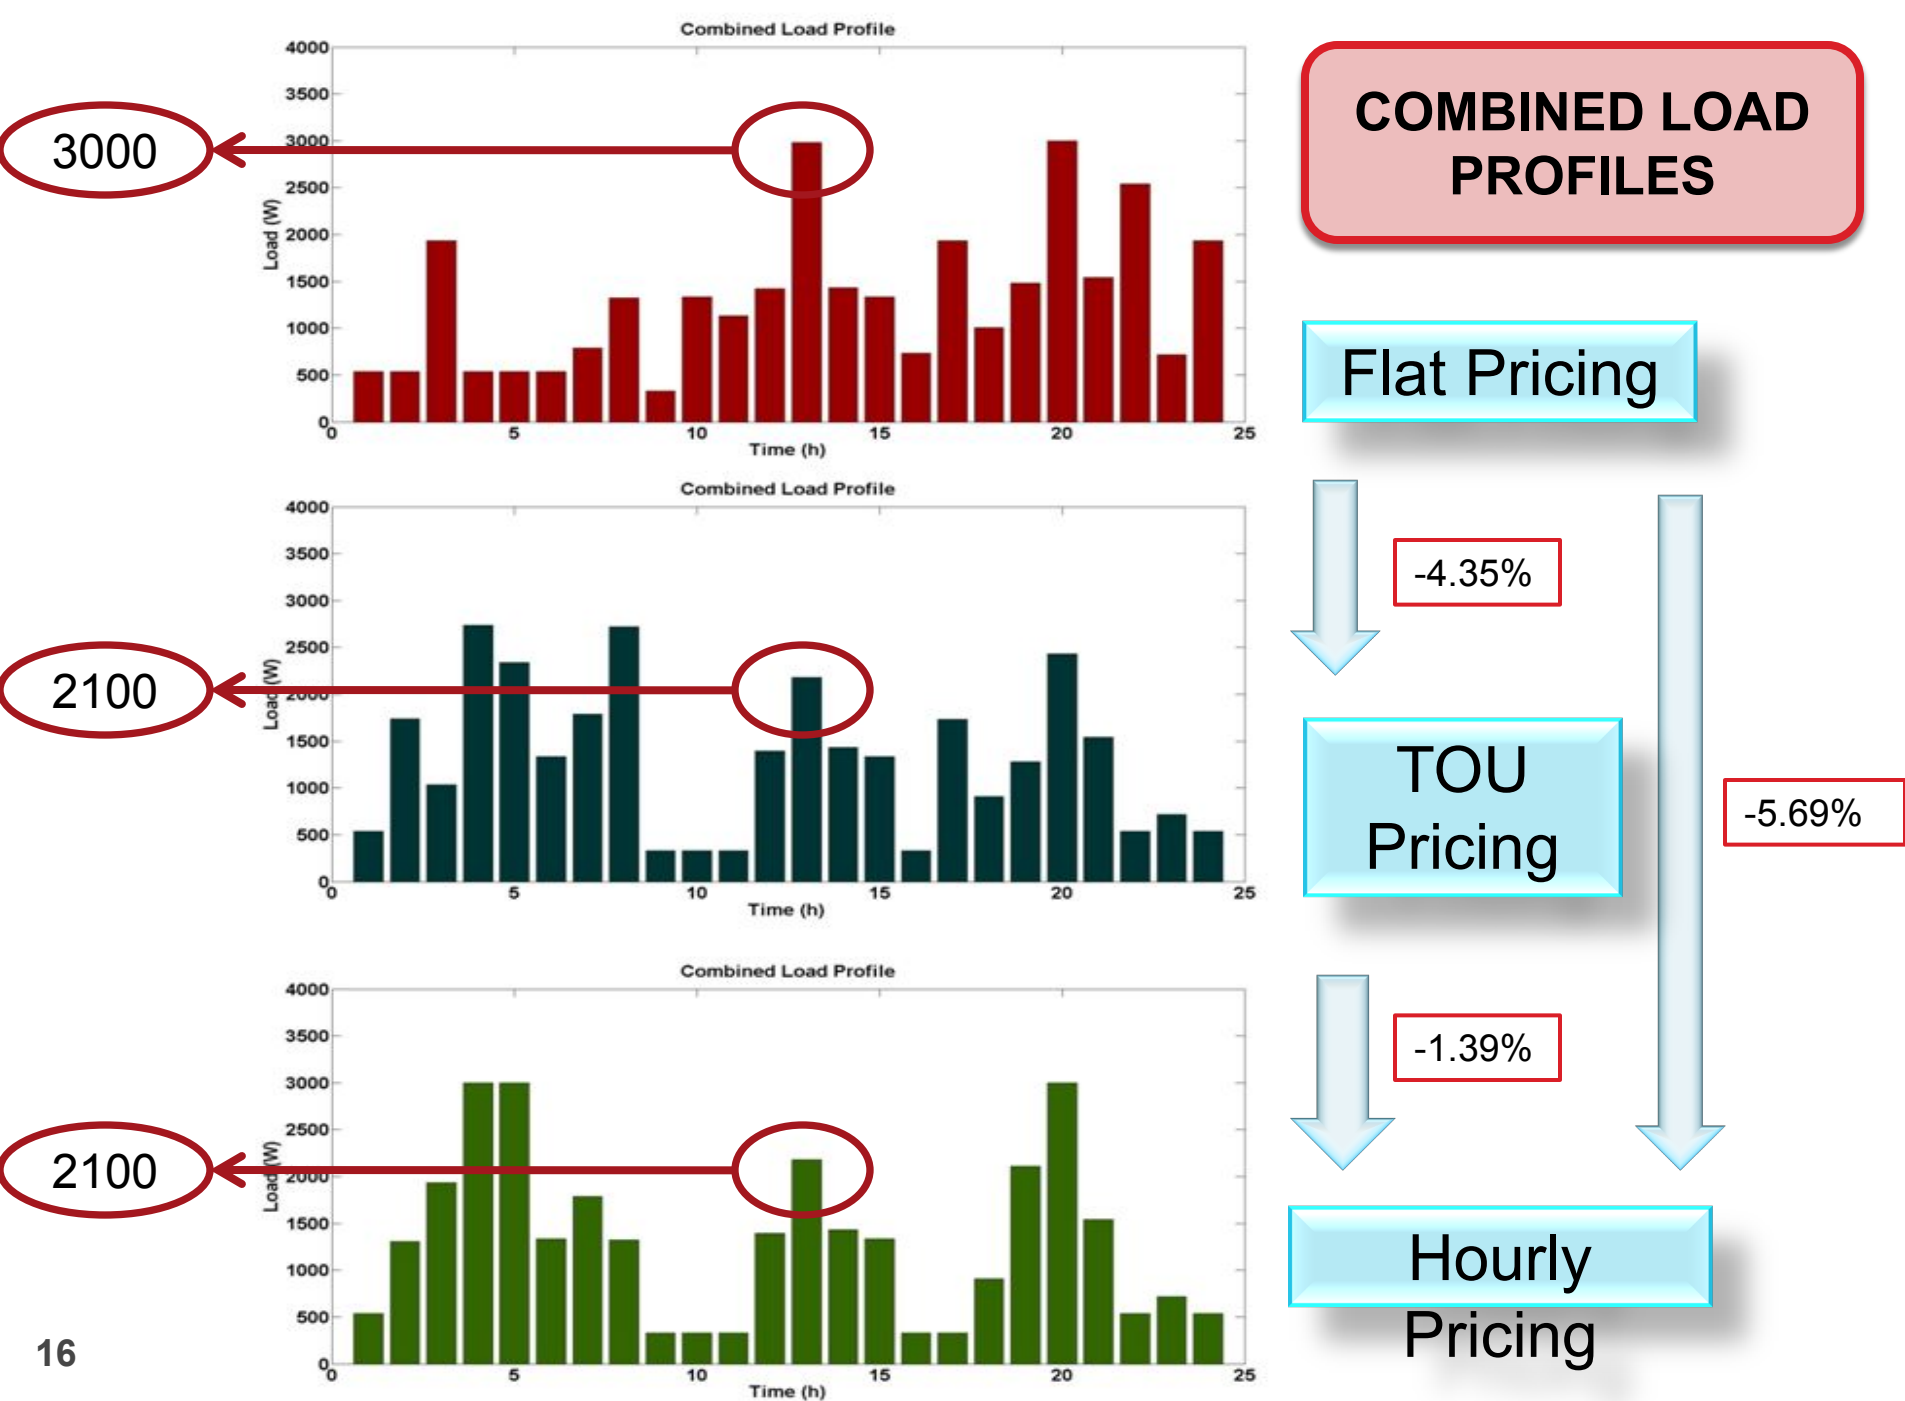 Combined Load Profile
4000
3500
3000
2500
2000
1500
1000
500
0
0 5 10 15 20 25
Load (W)
Time (h)
3000
COMBINED LOAD
PROFILES
Flat Pricing
Combined Load Profile
4000
3500
3000
2500
2000
1500
1000
500
0
0 5 10 15 20 25
Load (W)
Time (h)
2100
-4.35%
TOU
Pricing
-5.69%
Combined Load Profile
4000
3500
3000
2500
2000
1500
1000
500
0
0 5 10 15 20 25
Load (W)
Time (h)
2100
-1.39%
Hourly
Pricing
16